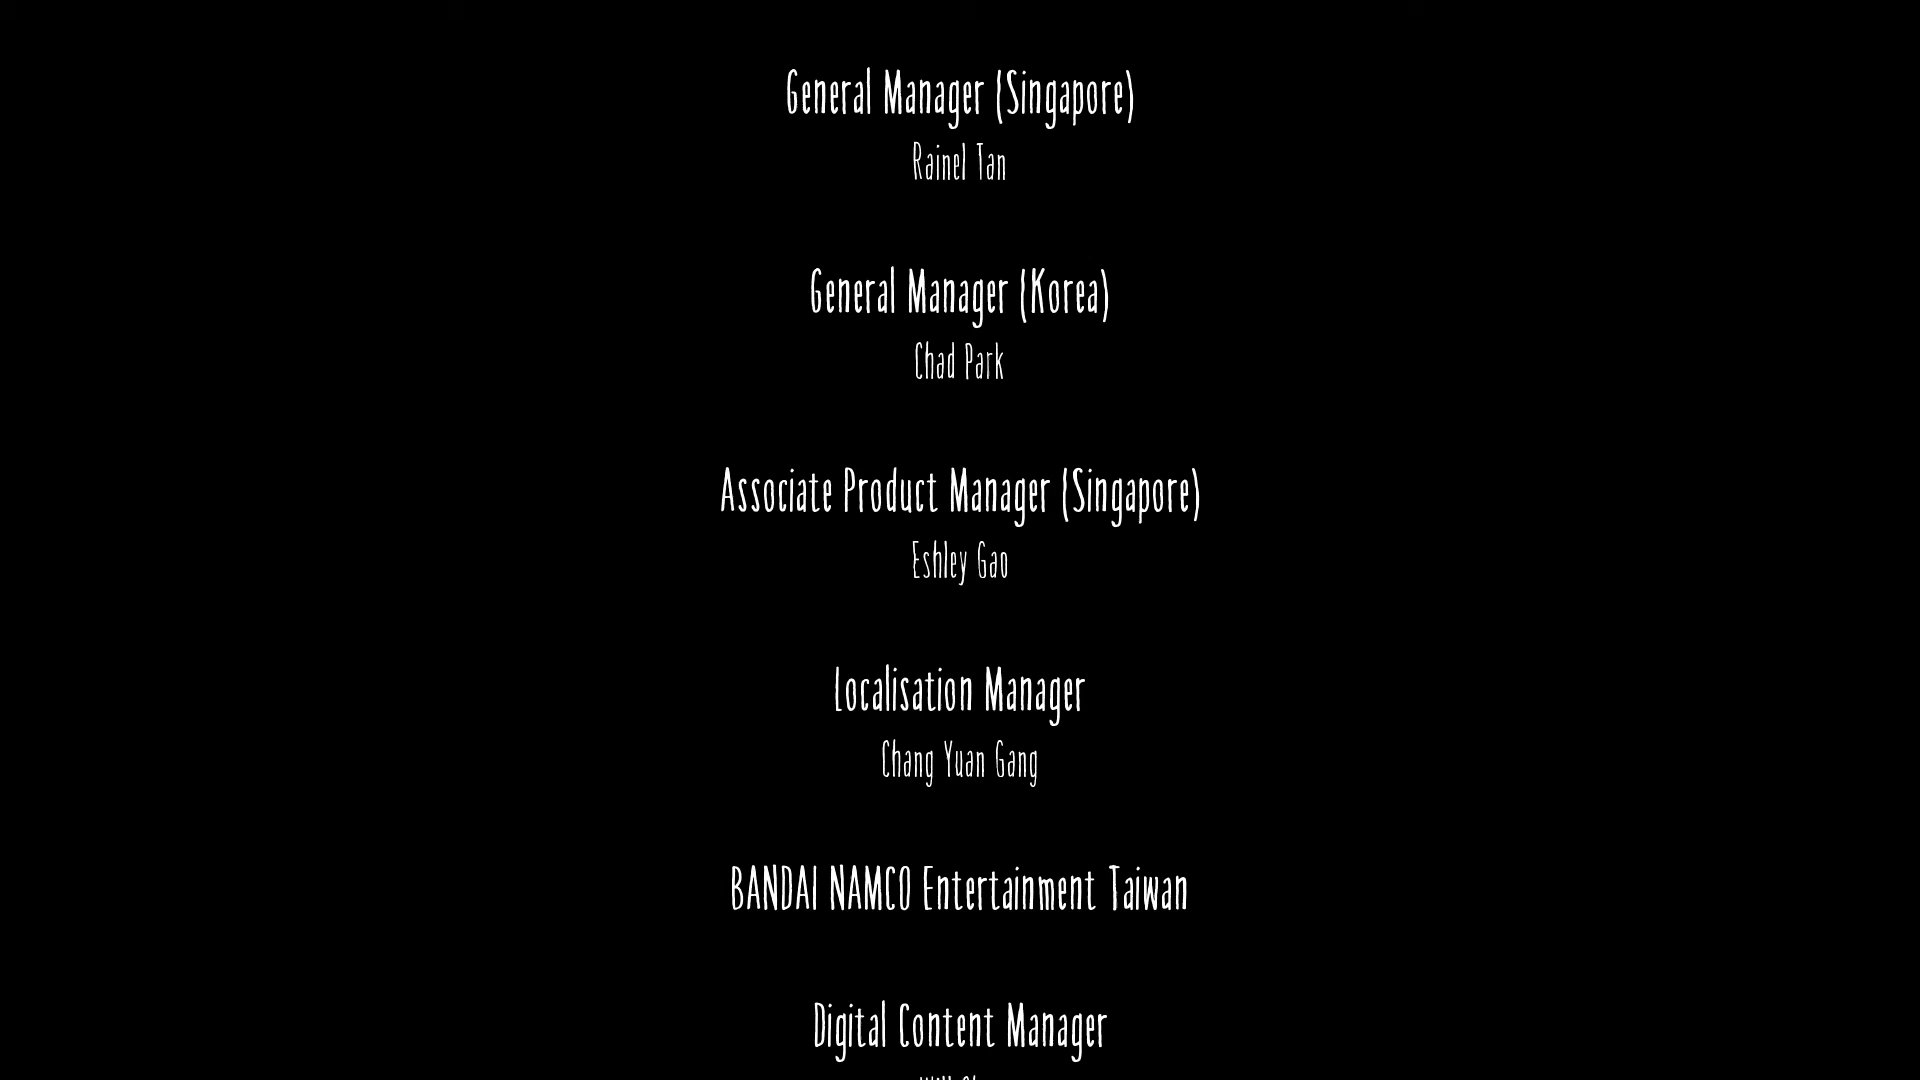 General Manager (Singapore)
Rainel Tan
General Manager (Korea)
Chad Park
Associate Product Manager (Singapore)
Eshley Gao
Localisation Manager
Chang Yuan Gang
BANDAI NAMCO Entertainment Taiwan
Digital Content Manager